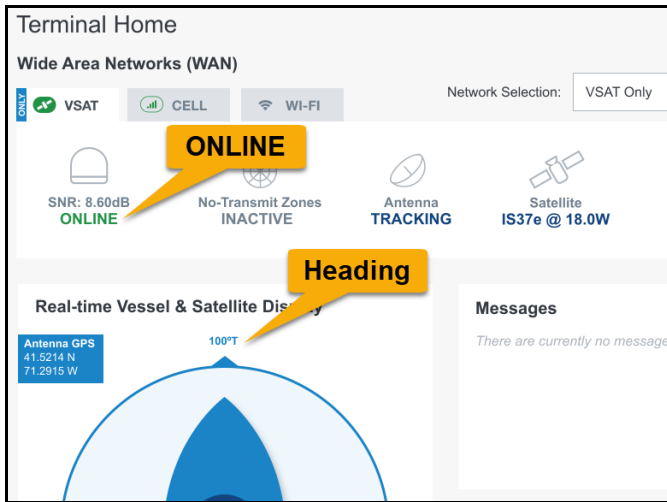 Terminal Home
Wide Area Networks (WAN)
ONLY
VSAT
CELL
WI-FI
Network Selection:
VSAT Only
ONLINE
SNR: 8.60dB
ONLINE
No-Transmit Zones
INACTIVE
Antenna
TRACKING
Satellite
IS37e @ 18.0W
Heading
Real-time Vessel & Satellite Display
Antenna GPS
41.5214 N
71.2915 W
100°T
Messages
There are currently no message